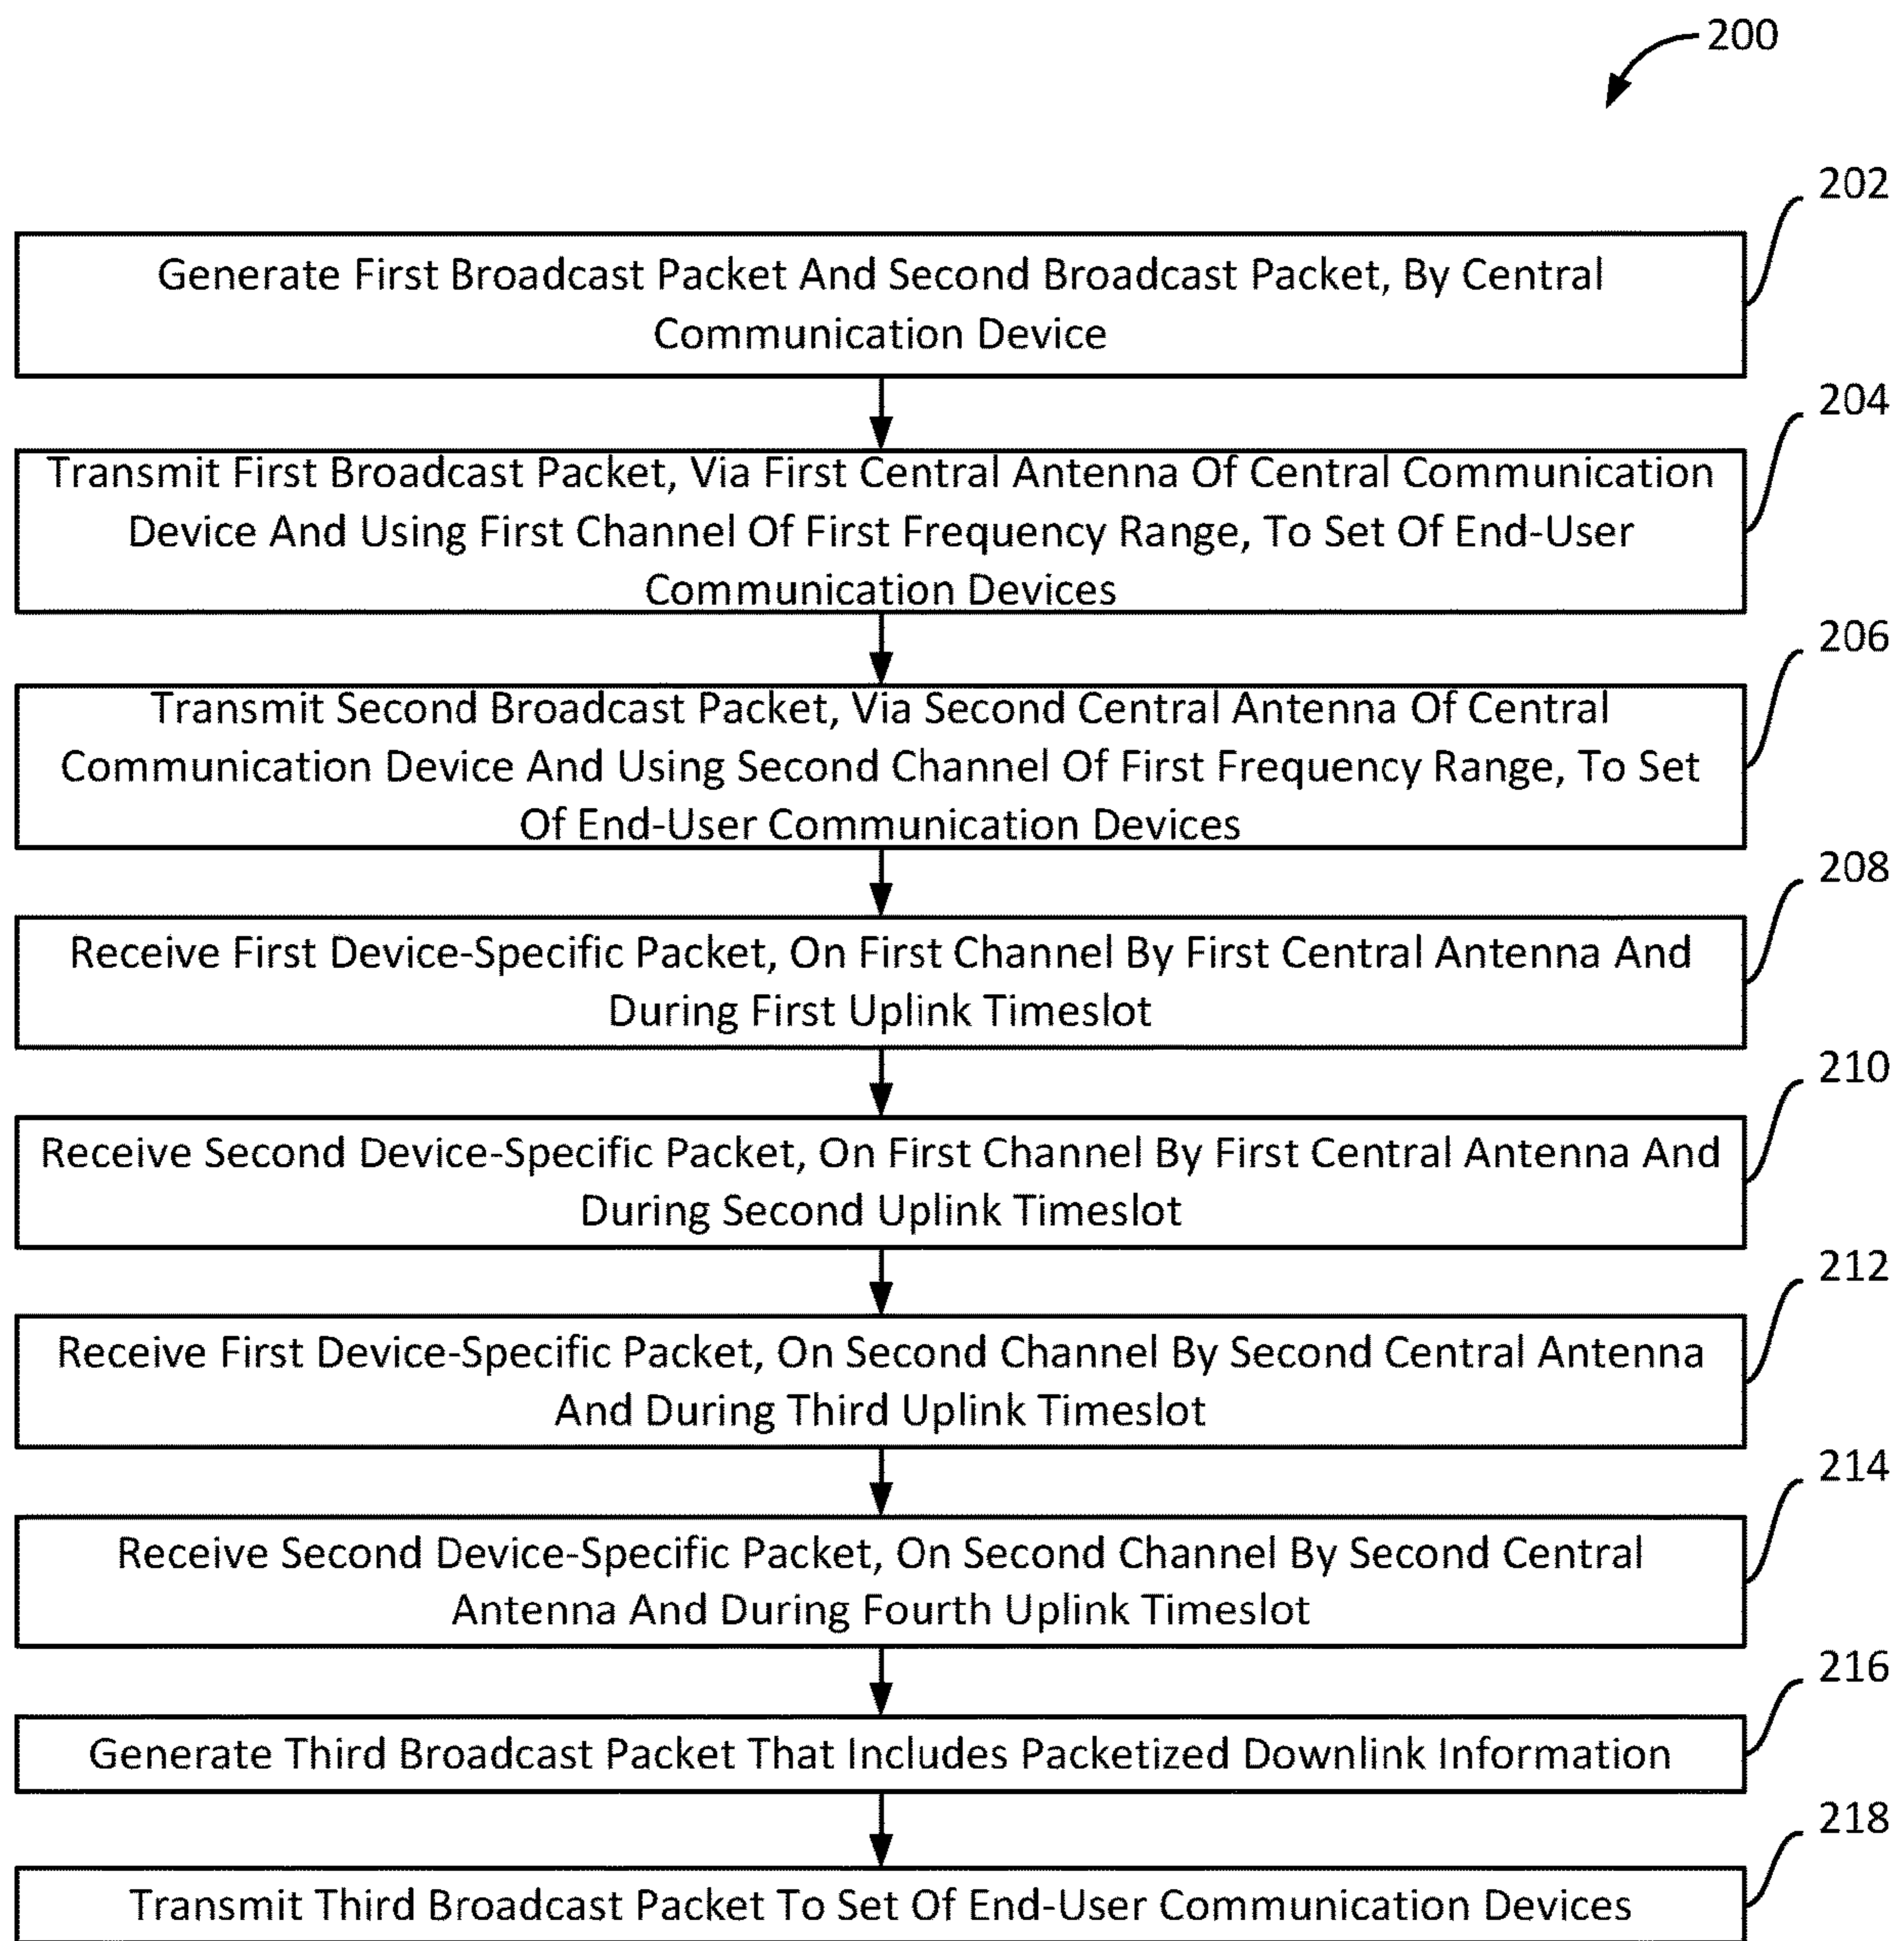 200
202
Generate First Broadcast Packet And Second Broadcast Packet, By Central
Communication Device
204
Transmit First Broadcast Packet, Via First Central Antenna Of Central Communication
Device And Using First Channel Of First Frequency Range, To Set Of End-User
Communication Devices
206
Transmit Second Broadcast Packet, Via Second Central Antenna Of Central
Communication Device And Using Second Channel Of First Frequency Range, To Set
Of End-User Communication Devices
208
Receive First Device-Specific Packet, On First Channel By First Central Antenna And
During First Uplink Timeslot
210
Receive Second Device-Specific Packet, On First Channel By First Central Antenna And
During Second Uplink Timeslot
212
Receive First Device-Specific Packet, On Second Channel By Second Central Antenna
And During Third Uplink Timeslot
214
Receive Second Device-Specific Packet, On Second Channel By Second Central
Antenna And During Fourth Uplink Timeslot
216
Generate Third Broadcast Packet That Includes Packetized Downlink Information
218
Transmit Third Broadcast Packet To Set Of End-User Communication Devices